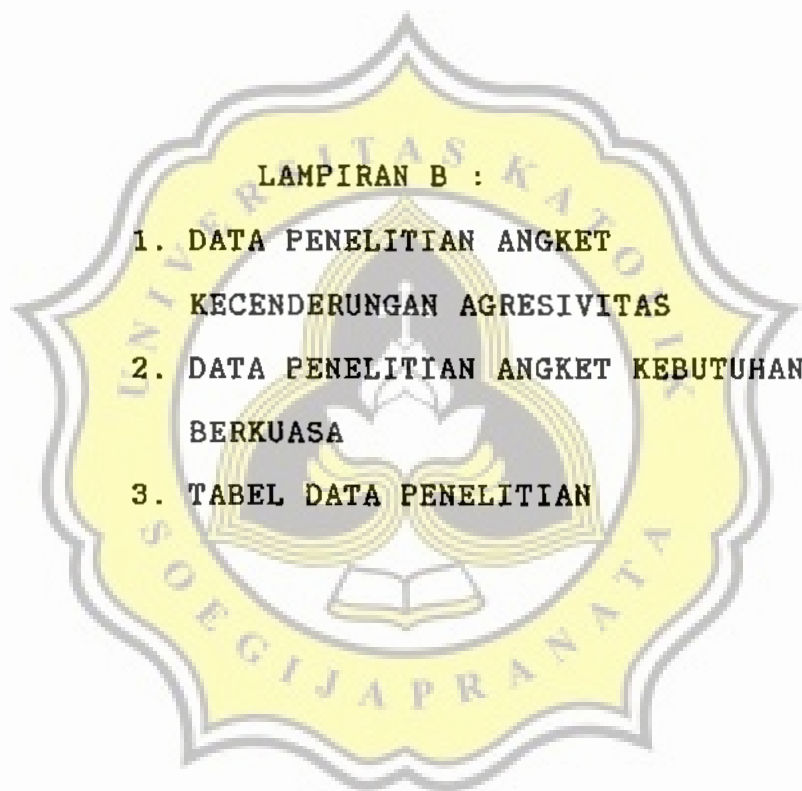 LAMPIRAN B :
1. DATA PENELITIAN ANGKET
KECENDERUNGAN AGRESIVITAS
2. DATA PENELITIAN ANGKET KEBUTUHAN
BERKUASA
3. TABEL DATA PENELITIAN
UNIVERSITAS KATOLIK
SOEGIJAPRANATA